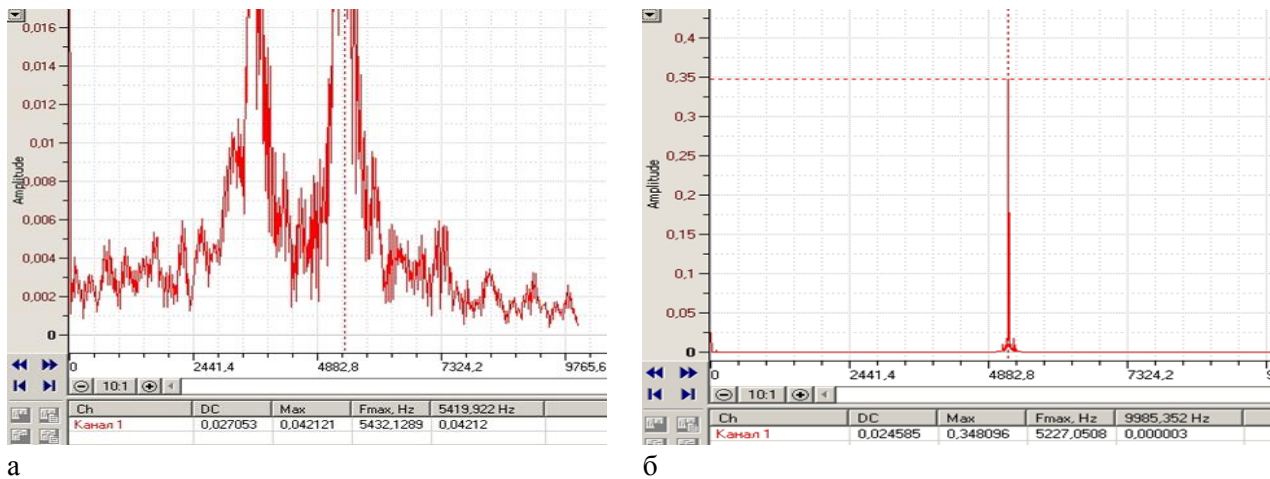 0,016
0,014
0,012
0,01
0,008
0,006
0,004
0,002
0
Amplitude
0 2441,4 4882,8 7324,2 9765,6
10:1
Ch DC Max Fmax, Hz 5419,922 Hz
Канал 1 0,027053 0,042121 5432,1289 0,04212
а
0,4
0,35
0,3
0,25
0,2
0,15
0,1
0,05
0
Amplitude
0 2441,4 4882,8 7324,2 9
10:1
Ch DC Max Fmax, Hz 9985,352 Hz
Канал 1 0,024585 0,348096 5227,0508 0,000003
б